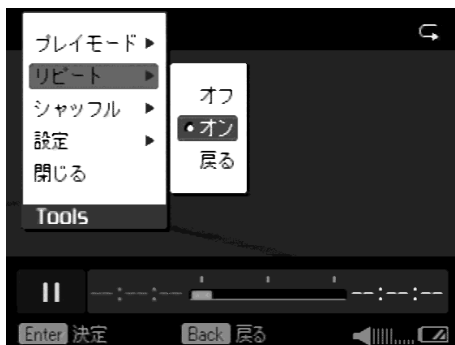 プレイモード
リピート
シャッフル
設定
閉じる
Tools
オフ
オン
戻る
--:--:--
--:--:--
Enter 決定
Back 戻る